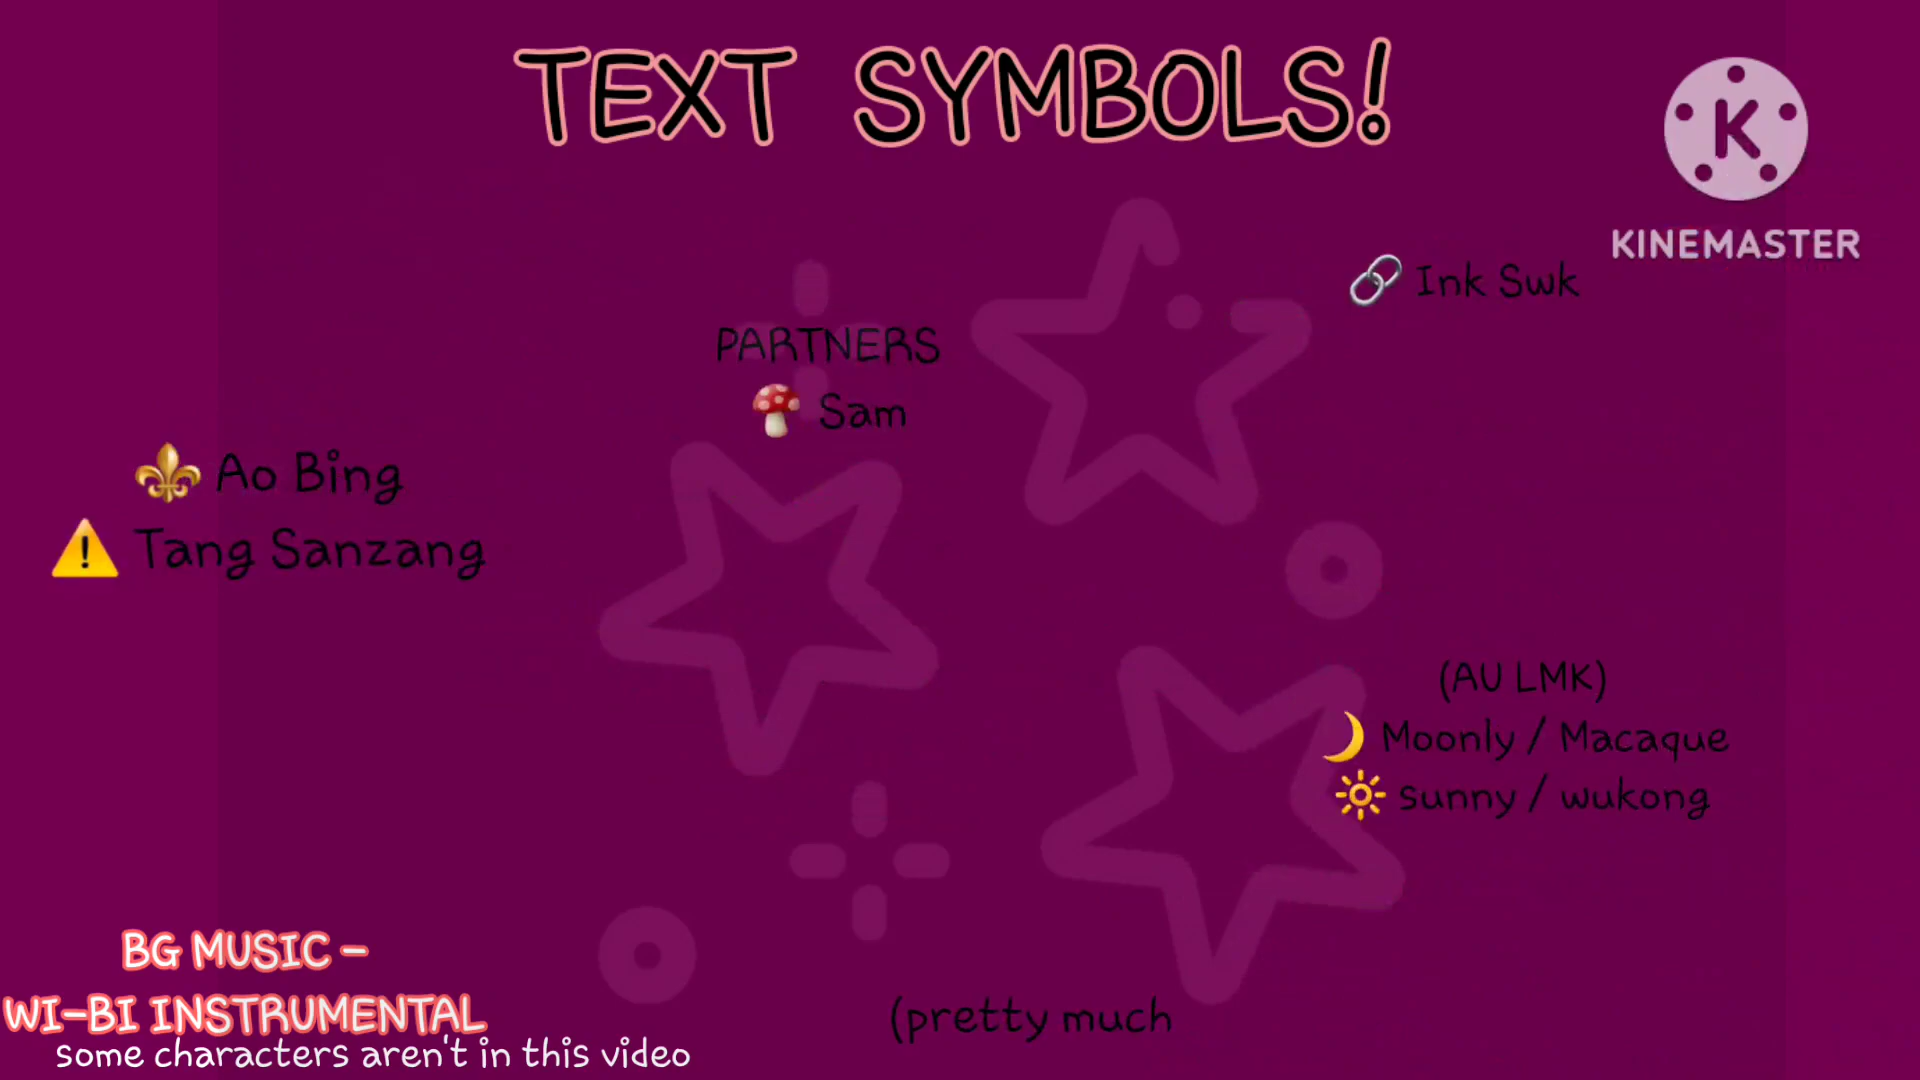 TEXT SYMBOLS!
K
KINEMASTER
🔗 Ink Swk
PARTNERS
🍄 Sam
⚜️ Ao Bing
⚠️ Tang Sanzang
(AU LMK)
🌙 Moonly / Macaque
🔆 sunny / wukong
BG MUSIC -
WI-BI INSTRUMENTAL
(pretty much
some characters aren't in this video